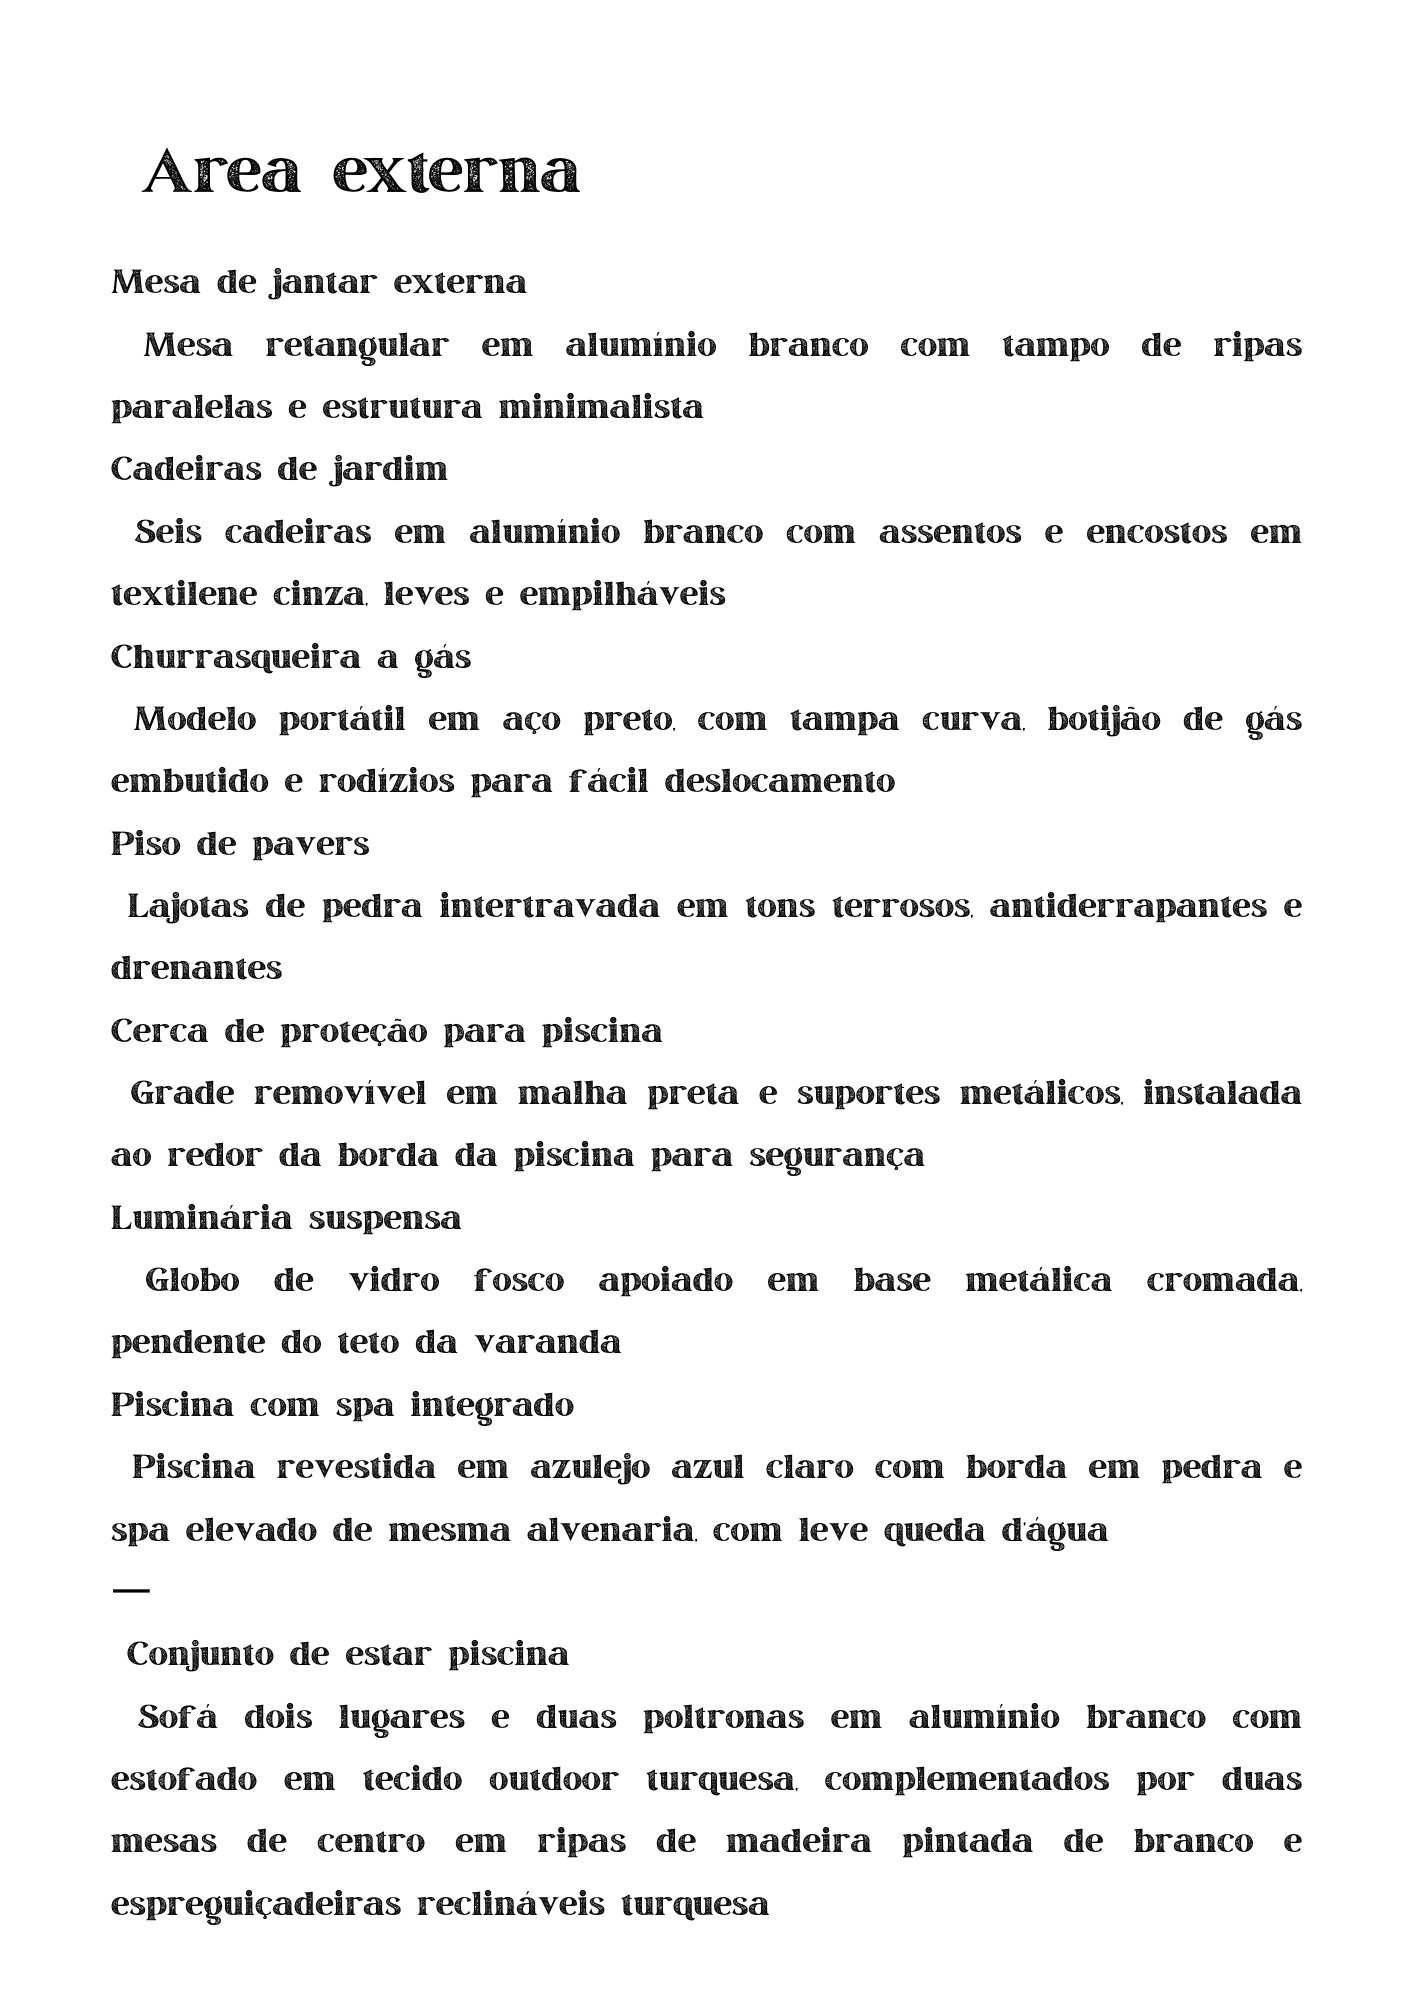 Area externa
Mesa de jantar externa
Mesa retangular em alumínio branco com tampo de ripas
paralelas e estrutura minimalista
Cadeiras de jardim
Seis cadeiras em alumínio branco com assentos e encostos em
textilene cinza, leves e empilháveis
Churrasqueira a gás
Modelo portátil em aço preto, com tampa curva, botijão de gás
embutido e rodízios para fácil deslocamento
Piso de pavers
Lajotas de pedra intertravada em tons terrosos, antiderrapantes e
drenantes
Cerca de proteção para piscina
Grade removível em malha preta e suportes metálicos, instalada
ao redor da borda da piscina para segurança
Luminária suspensa
Globo de vidro fosco apoiado em base metálica cromada,
pendente do teto da varanda
Piscina com spa integrado
Piscina revestida em azulejo azul claro com borda em pedra e
spa elevado de mesma alvenaria, com leve queda d'água
—
Conjunto de estar piscina
Sofá dois lugares e duas poltronas em alumínio branco com
estofado em tecido outdoor turquesa, complementados por duas
mesas de centro em ripas de madeira pintada de branco e
espreguiçadeiras reclináveis turquesa